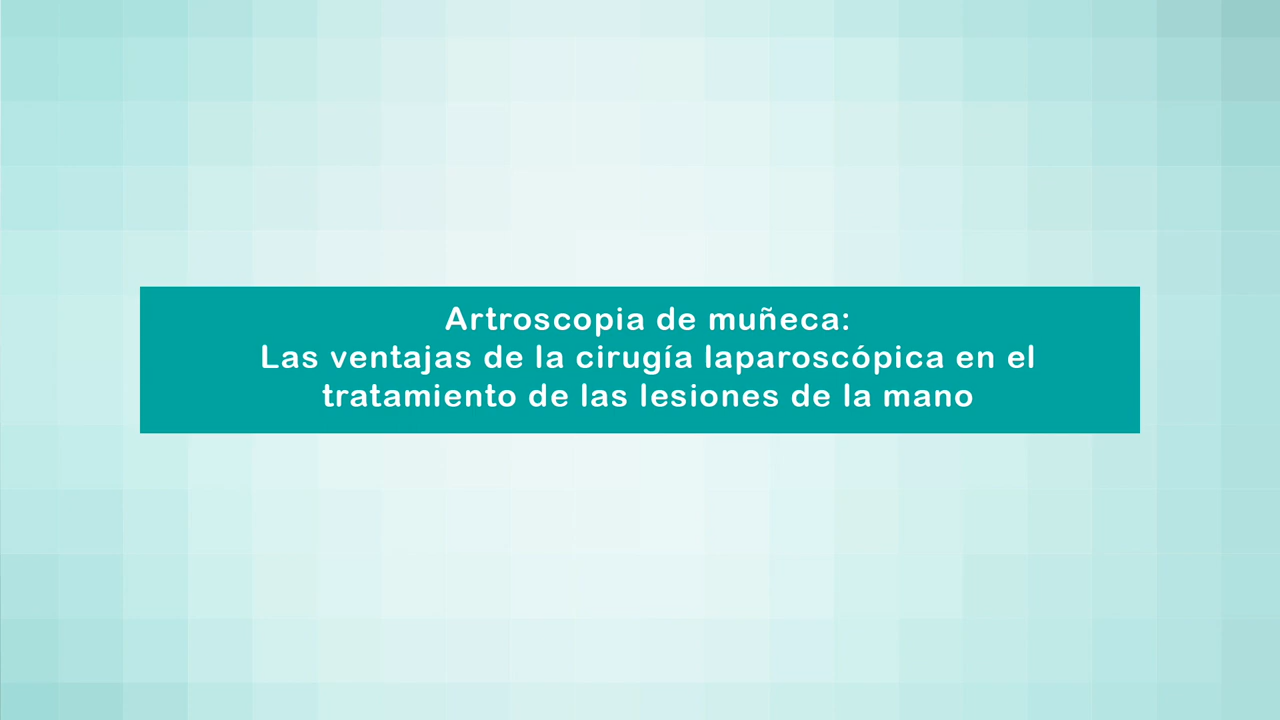 Artroscopia de muñeca:
Las ventajas de la cirugía laparoscópica en el
tratamiento de las lesiones de la mano